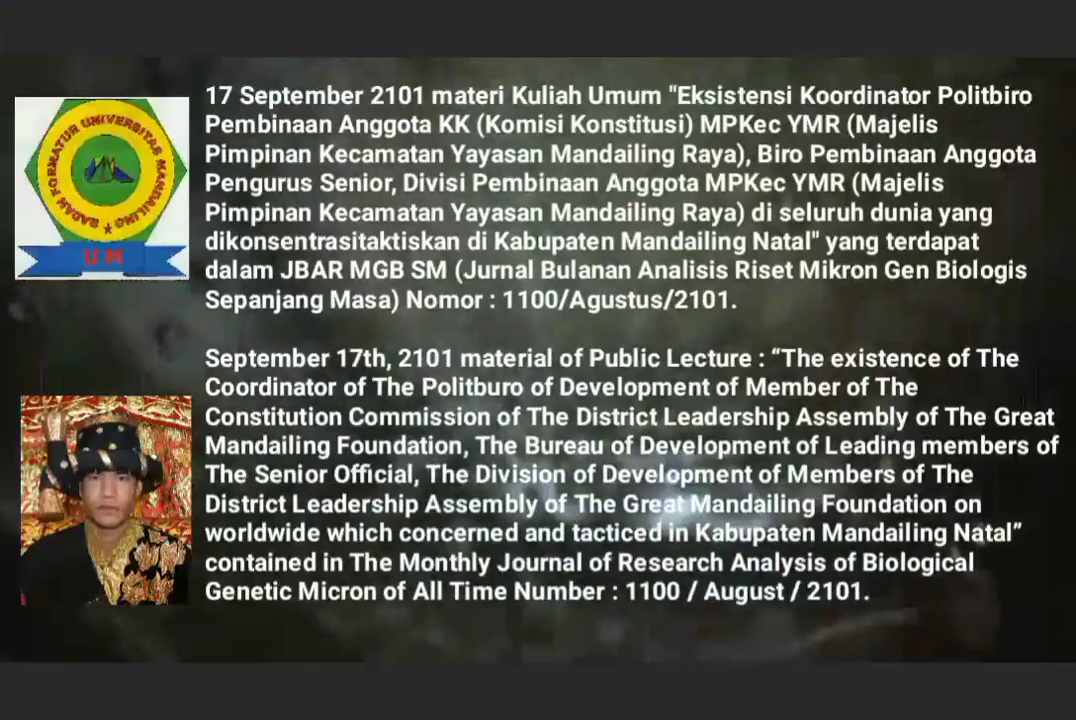 BADAN FORMATUR UNIVERSITAS MANDAILING
UM
17 September 2101 materi Kuliah Umum "Eksistensi Koordinator Politbiro
Pembinaan Anggota KK (Komisi Konstitusi) MPKec YMR (Majelis
Pimpinan Kecamatan Yayasan Mandailing Raya), Biro Pembinaan Anggota
Pengurus Senior, Divisi Pembinaan Anggota MPKec YMR (Majelis
Pimpinan Kecamatan Yayasan Mandailing Raya) di seluruh dunia yang
dikonsentrasitaktiskan di Kabupaten Mandailing Natal" yang terdapat
dalam JBAR MGB SM (Jurnal Bulanan Analisis Riset Mikron Gen Biologis
Sepanjang Masa) Nomor : 1100/Agustus/2101.
September 17th, 2101 material of Public Lecture : “The existence of The
Coordinator of The Politburo of Development of Member of The
Constitution Commission of The District Leadership Assembly of The Great
Mandailing Foundation, The Bureau of Development of Leading members of
The Senior Official, The Division of Development of Members of The
District Leadership Assembly of The Great Mandailing Foundation on
worldwide which concerned and tacticed in Kabupaten Mandailing Natal”
contained in The Monthly Journal of Research Analysis of Biological
Genetic Micron of All Time Number : 1100 / August / 2101.